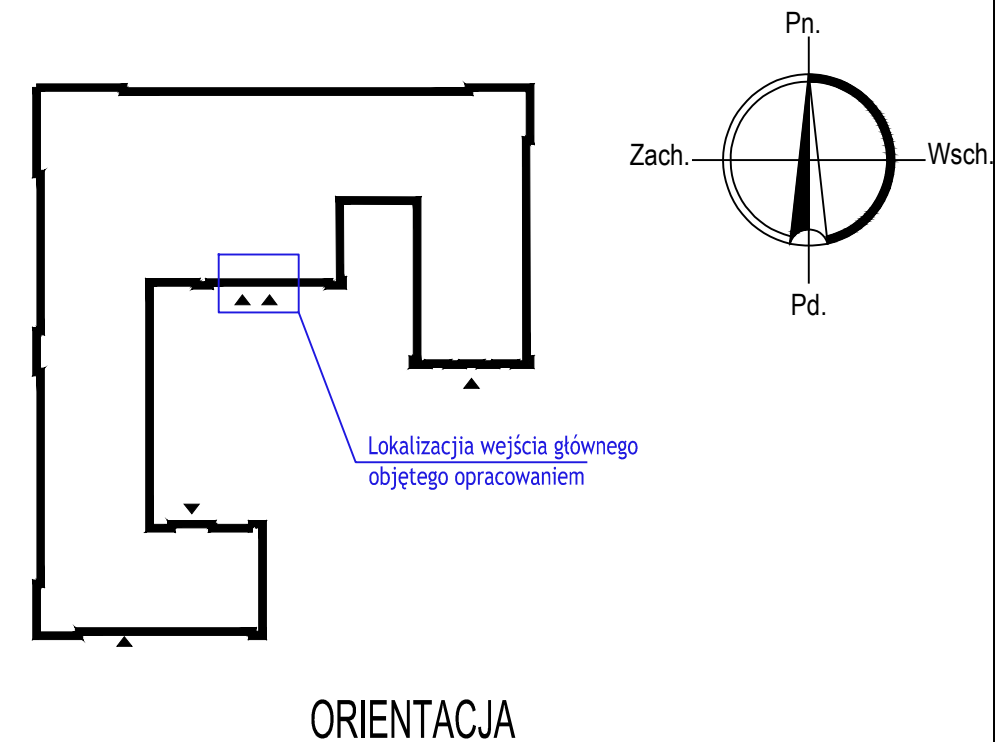 Pn.
Zach.
Wsch.
Pd.
Lokalizacjia wejścia głównego
objętego opracowaniem
ORIENTACJA